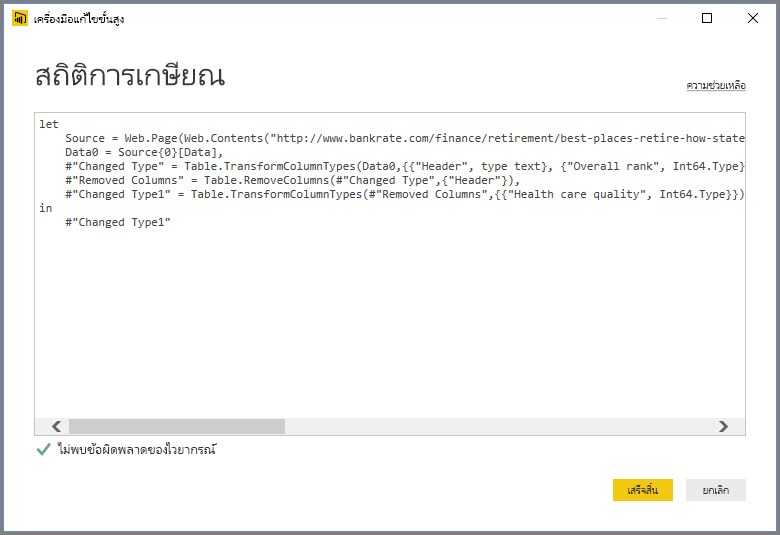 เครื่องมือแก้ไขขั้นสูง
สถิติการเกษียณ
ความช่วยเหลือ
let
Source = Web.Page(Web.Contents("http://www.bankrate.com/finance/retirement/best-places-retire-how-state
Data0 = Source{0}[Data],
#"Changed Type" = Table.TransformColumnTypes(Data0,{{"Header", type text}, {"Overall rank", Int64.Type}
#"Removed Columns" = Table.RemoveColumns(#"Changed Type",{"Header"}),
#"Changed Type1" = Table.TransformColumnTypes(#"Removed Columns",{{"Health care quality", Int64.Type}})
in
#"Changed Type1"
ไม่พบข้อผิดพลาดของไวยากรณ์
เสร็จสิ้น
ยกเลิก